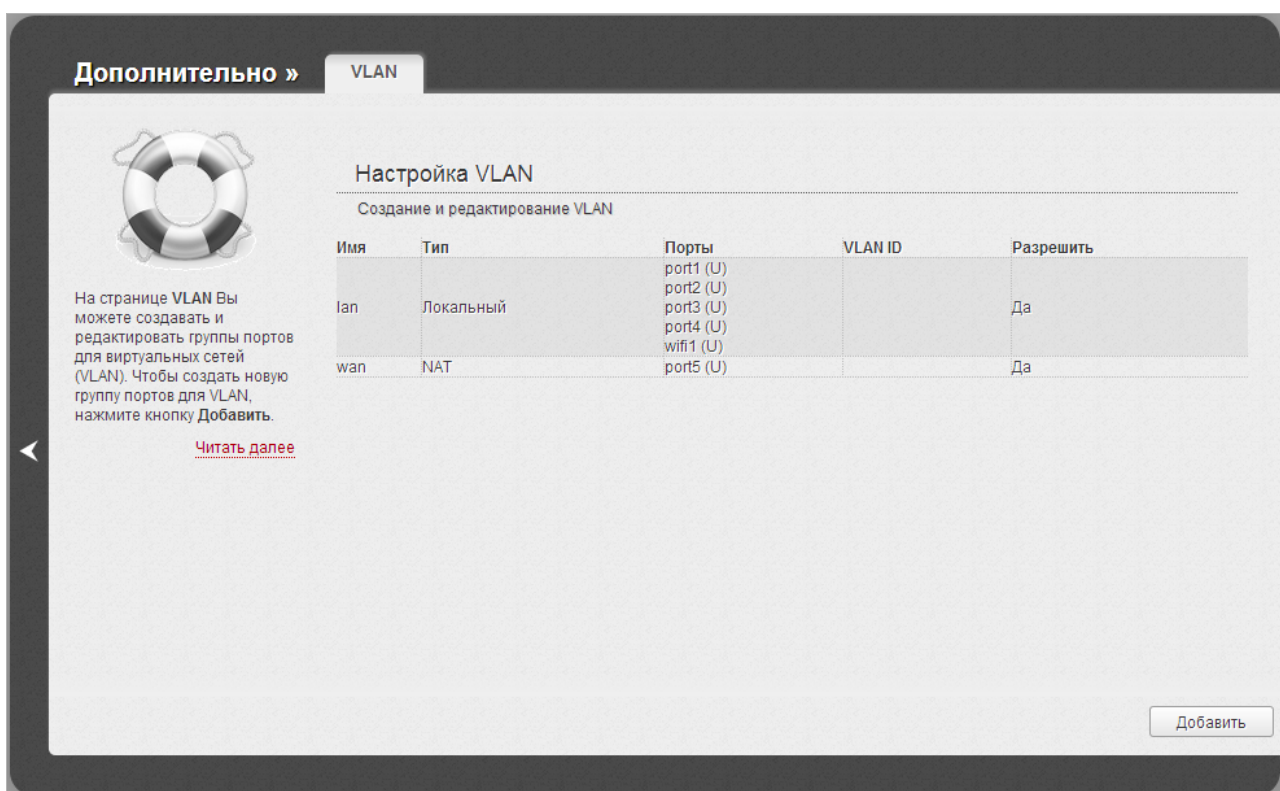 Дополнительно »
VLAN
На странице VLAN Вы
можете создавать и
редактировать группы портов
для виртуальных сетей
(VLAN). Чтобы создать новую
группу портов для VLAN,
нажмите кнопку Добавить.
Читать далее
Настройка VLAN
Создание и редактирование VLAN
Имя Тип Порты VLAN ID Разрешить
lan Локальный port1 (U) Да
port2 (U)
port3 (U)
port4 (U)
wifi1 (U)
wan NAT port5 (U) Да
Добавить